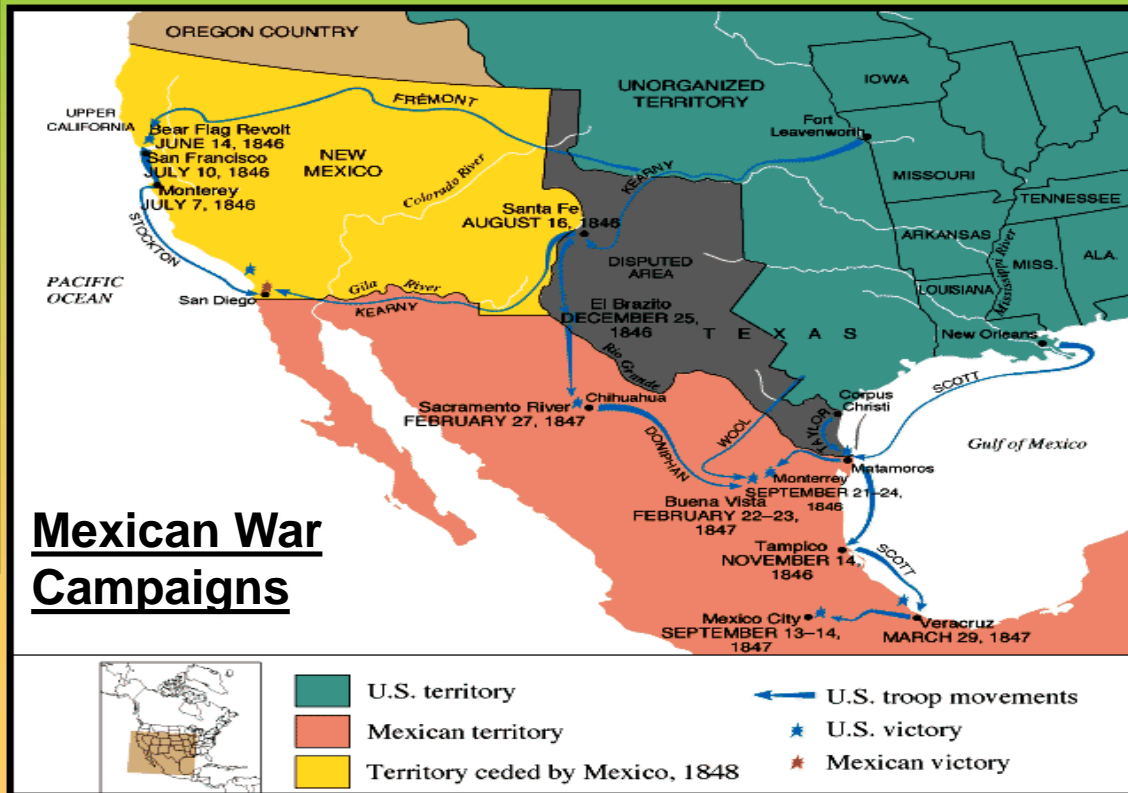 OREGON COUNTRY
UNORGANIZED
TERRITORY
IOWA
FRÉMONT
UPPER
CALIFORNIA
Bear Flag Revolt
JUNE 14, 1846
San Francisco
JULY 10, 1846
Monterey
JULY 7, 1846
NEW
MEXICO
Colorado River
Fort
Leavenworth
KEARNY
MISSOURI
TENNESSEE
Santa Fe
AUGUST 16, 1846
ARKANSAS
Mississippi River
MISS.
ALA.
LOUISIANA
STOCKTON
PACIFIC
OCEAN
San Diego
Gila River
KEARNY
DISPUTED
AREA
El Brazito
DECEMBER 25,
1846
TEXAS
New Orleans
Rio Grande
SCOTT
Corpus
Christi
Chihuahua
Sacramento River
FEBRUARY 27, 1847
DONIPHAN
WOOL
TAYLOR
Gulf of Mexico
Matamoros
Monterrey
SEPTEMBER 21–24,
1846
Buena Vista
FEBRUARY 22–23,
1847
Mexican War
Campaigns
Tampico
NOVEMBER 14,
1846
SCOTT
Mexico City
SEPTEMBER 13–14,
1847
Veracruz
MARCH 29, 1847
U.S. territory
Mexican territory
Territory ceded by Mexico, 1848
U.S. troop movements
U.S. victory
Mexican victory